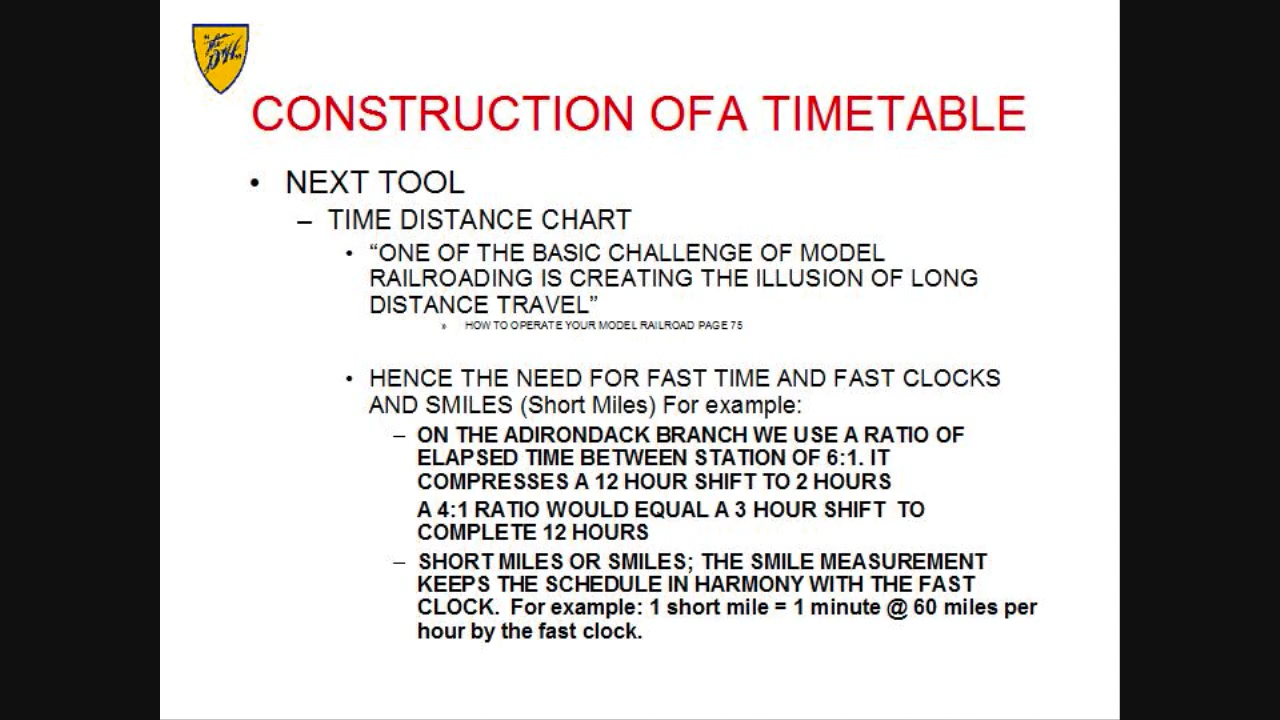 CONSTRUCTION OFA TIMETABLE
• NEXT TOOL
– TIME DISTANCE CHART
• “ONE OF THE BASIC CHALLENGE OF MODEL
RAILROADING IS CREATING THE ILLUSION OF LONG
DISTANCE TRAVEL”
» HOW TO OPERATE YOUR MODEL RAILROAD PAGE 75
• HENCE THE NEED FOR FAST TIME AND FAST CLOCKS
AND SMILES (Short Miles) For example:
– ON THE ADIRONDACK BRANCH WE USE A RATIO OF
ELAPSED TIME BETWEEN STATION OF 6:1. IT
COMPRESSES A 12 HOUR SHIFT TO 2 HOURS
A 4:1 RATIO WOULD EQUAL A 3 HOUR SHIFT TO
COMPLETE 12 HOURS
– SHORT MILES OR SMILES; THE SMILE MEASUREMENT
KEEPS THE SCHEDULE IN HARMONY WITH THE FAST
CLOCK. For example: 1 short mile = 1 minute @ 60 miles per
hour by the fast clock.